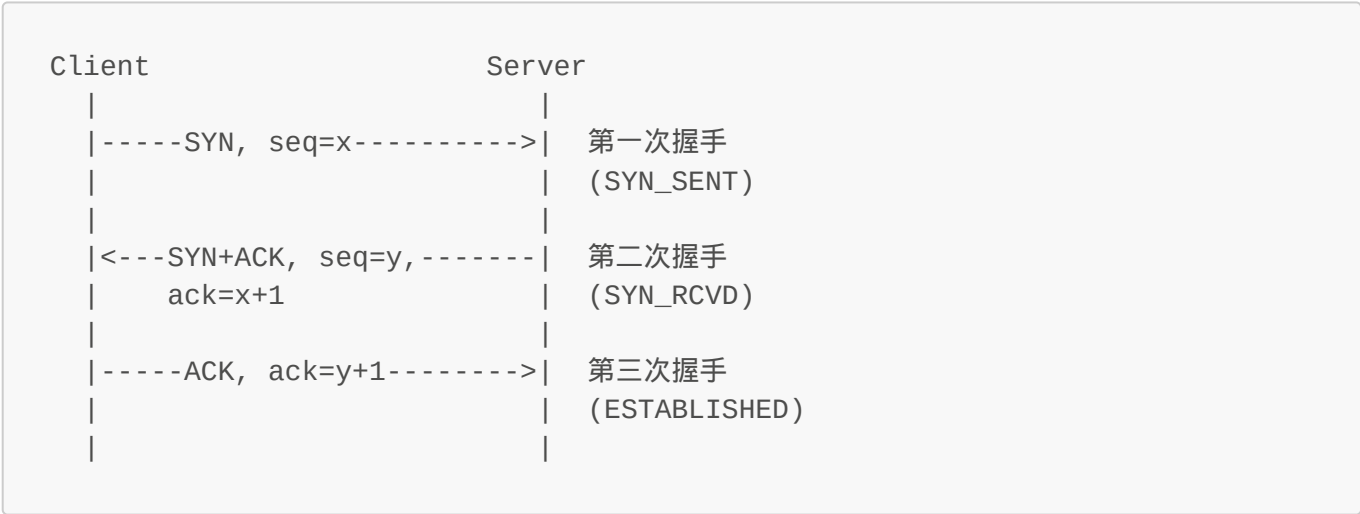 Client                    Server
  |                         |
  |-----SYN, seq=x---------->|  第一次握手
  |                         |  (SYN_SENT)
  |                         |
  |<---SYN+ACK, seq=y,-------|  第二次握手
  |    ack=x+1              |  (SYN_RCVD)
  |                         |
  |-----ACK, ack=y+1-------->|  第三次握手
  |                         |  (ESTABLISHED)
  |                         |